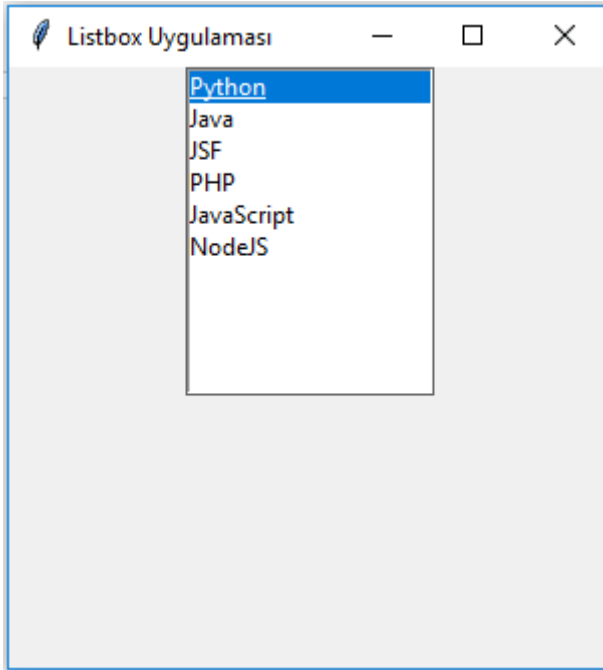 Listbox Uygulaması
Python
Java
JSF
PHP
JavaScript
NodeJS